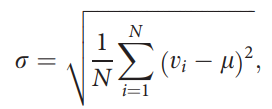 σ = √(1/N ∑_{i=1}^{N} (v_i − μ)²),